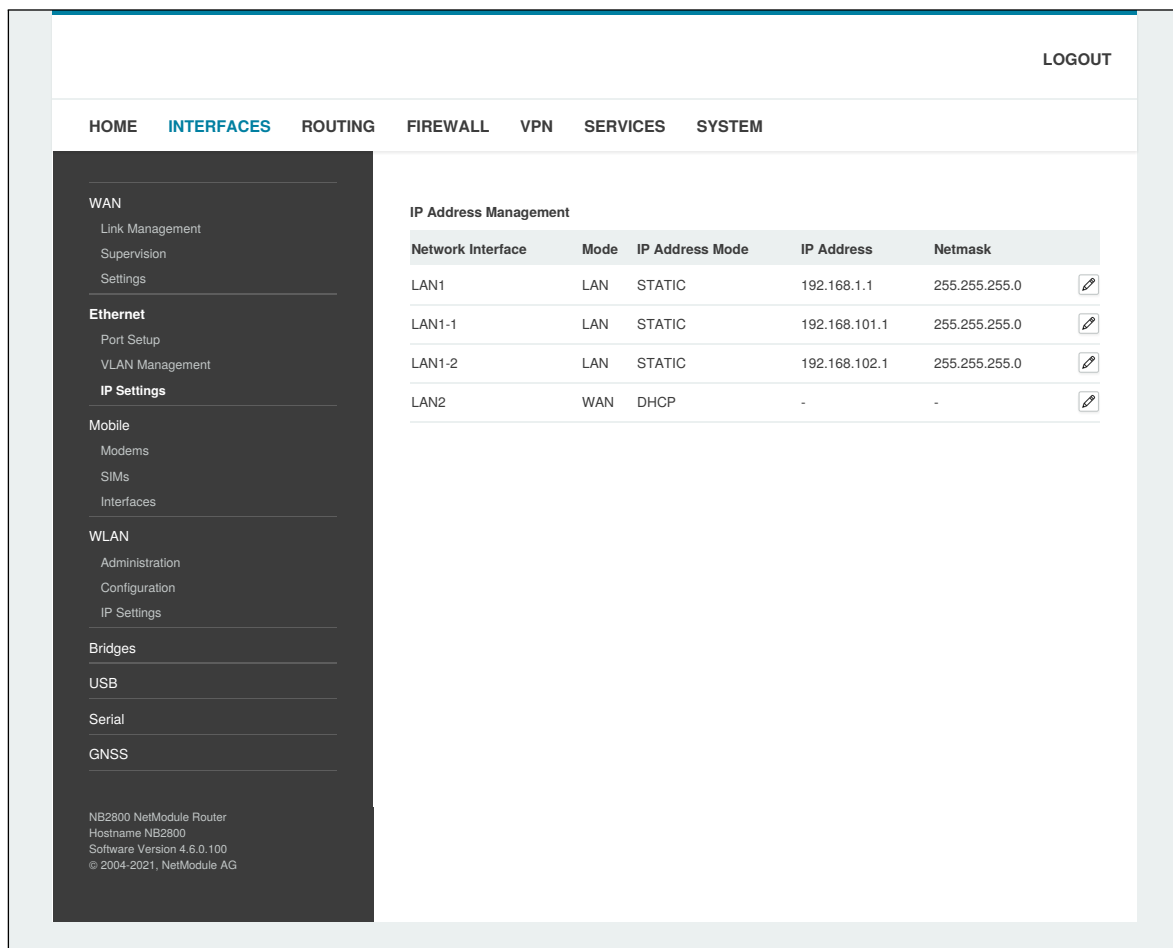 LOGOUT
HOME INTERFACES ROUTING FIREWALL VPN SERVICES SYSTEM
WAN
Link Management
Supervision
Settings
Ethernet
Port Setup
VLAN Management
IP Settings
Mobile
Modems
SIMs
Interfaces
WLAN
Administration
Configuration
IP Settings
Bridges
USB
Serial
GNSS
NB2800 NetModule Router
Hostname NB2800
Software Version 4.6.0.100
© 2004-2021, NetModule AG
IP Address Management
Network Interface Mode IP Address Mode IP Address Netmask
LAN1 LAN STATIC 192.168.1.1 255.255.255.0
LAN1-1 LAN STATIC 192.168.101.1 255.255.255.0
LAN1-2 LAN STATIC 192.168.102.1 255.255.255.0
LAN2 WAN DHCP - -